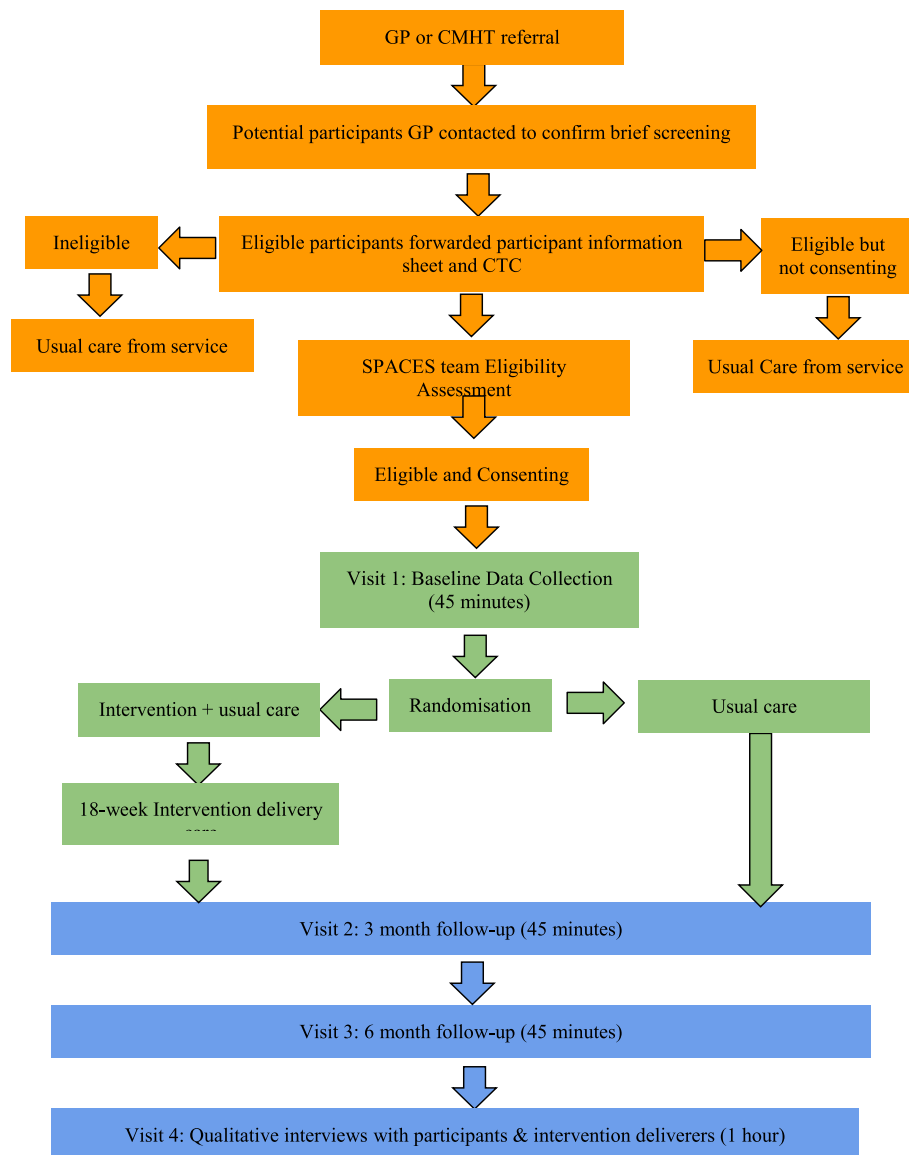 GP or CMHT referral
Potential participants GP contacted to confirm brief screening
Ineligible
Eligible participants forwarded participant information
sheet and CTC
Eligible but
not consenting
Usual care from service
SPACES team Eligibility
Assessment
Usual Care from service
Eligible and Consenting
Visit 1: Baseline Data Collection
(45 minutes)
Intervention + usual care
Randomisation
Usual care
18-week Intervention delivery
Visit 2: 3 month follow-up (45 minutes)
Visit 3: 6 month follow-up (45 minutes)
Visit 4: Qualitative interviews with participants & intervention deliverers (1 hour)